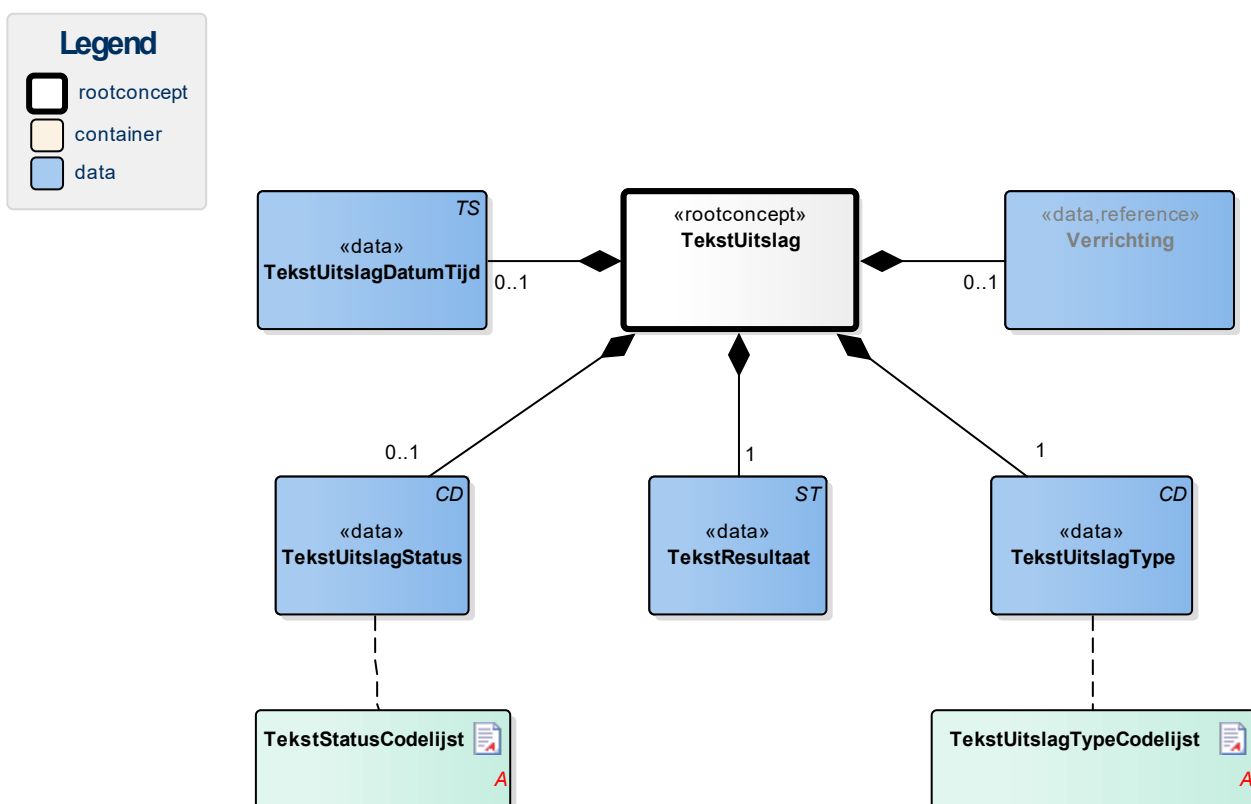 Legend
rootconcept
container
data
TS
«data»
TekstUitslagDatumTijd
0..1
«rootconcept»
TekstUitslag
«data,reference»
Verrichting
0..1
0..1
1
1
CD
«data»
TekstUitslagStatus
ST
«data»
TekstResultaat
CD
«data»
TekstUitslagType
TekstStatusCodelijst
A
TekstUitslagTypeCodelijst
A